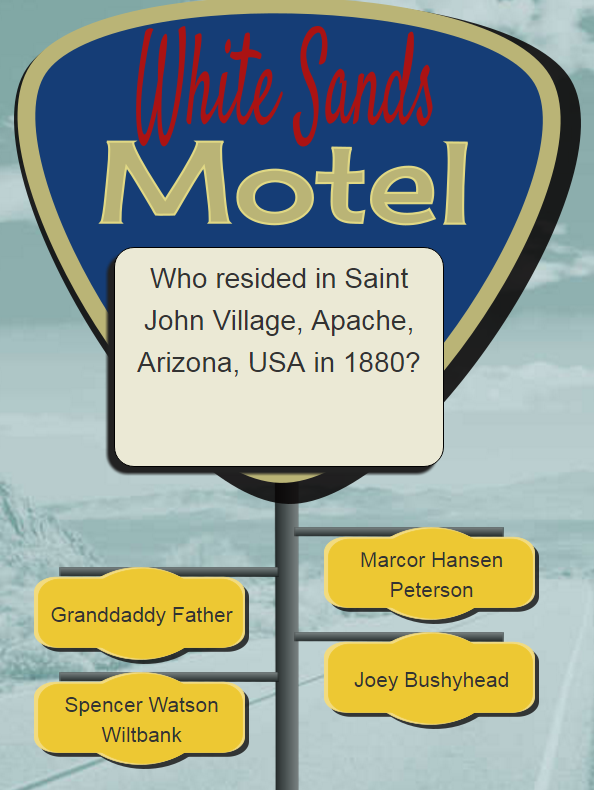 White Sands
Motel
Who resided in Saint
John Village, Apache,
Arizona, USA in 1880?
Granddaddy Father
Marcor Hansen
Peterson
Spencer Watson
Wiltbank
Joey Bushyhead